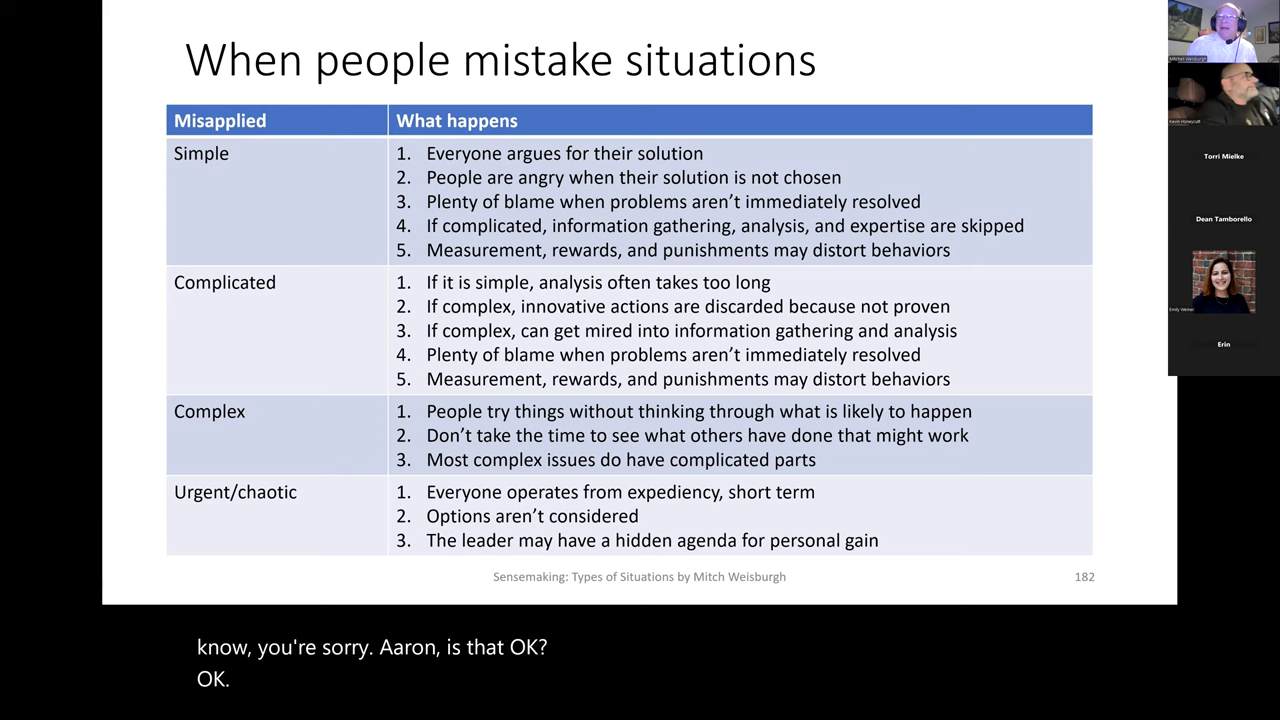 When people mistake situations
Misapplied
What happens
Simple
1. Everyone argues for their solution
2. People are angry when their solution is not chosen
3. Plenty of blame when problems aren’t immediately resolved
4. If complicated, information gathering, analysis, and expertise are skipped
5. Measurement, rewards, and punishments may distort behaviors
Complicated
1. If it is simple, analysis often takes too long
2. If complex, innovative actions are discarded because not proven
3. If complex, can get mired into information gathering and analysis
4. Plenty of blame when problems aren’t immediately resolved
5. Measurement, rewards, and punishments may distort behaviors
Complex
1. People try things without thinking through what is likely to happen
2. Don’t take the time to see what others have done that might work
3. Most complex issues do have complicated parts
Urgent/chaotic
1. Everyone operates from expediency, short term
2. Options aren’t considered
3. The leader may have a hidden agenda for personal gain
Sensemaking: Types of Situations by Mitch Weisburgh
182
Mitchell Weisburgh
Kevin Honeycutt
Torri Mielke
Dean Tamborello
Emily Weiner
Erin
know, you're sorry. Aaron, is that OK?
OK.